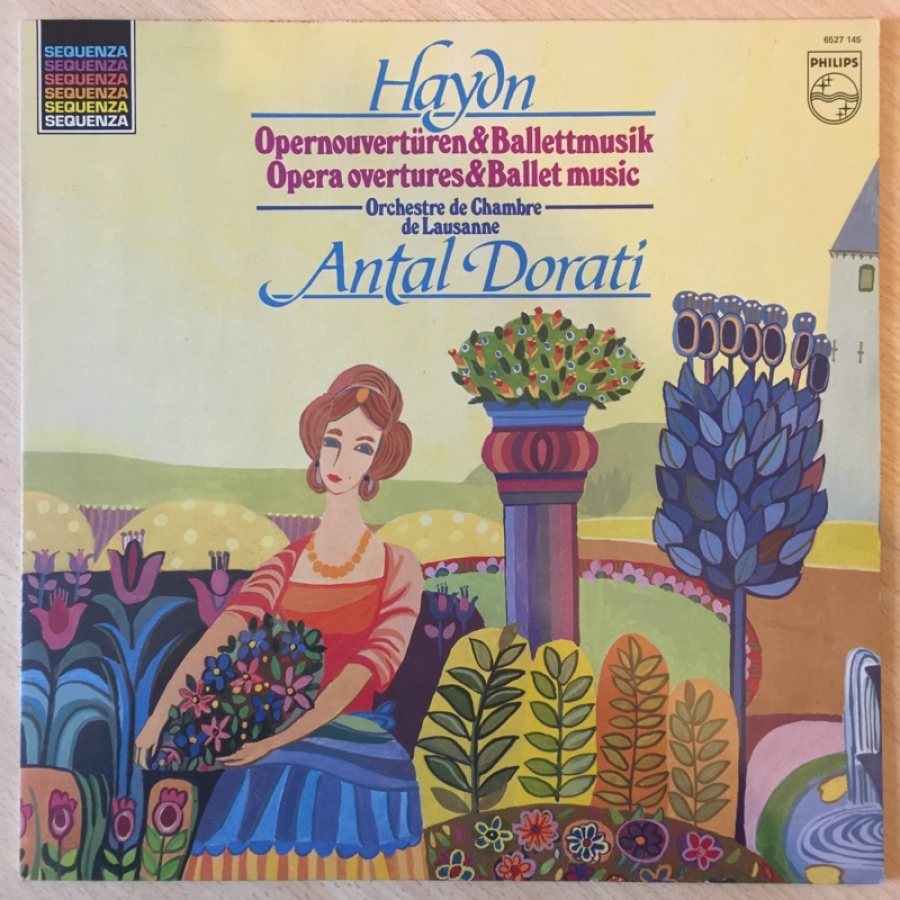 SEQUENZA
SEQUENZA
SEQUENZA
SEQUENZA
SEQUENZA
SEQUENZA
6527 145
PHILIPS
Haydn
Opernouvertüren&Ballettmusik
Opera overtures&Ballet music
Orchestre de Chambre
de Lausanne
Antal Dorati